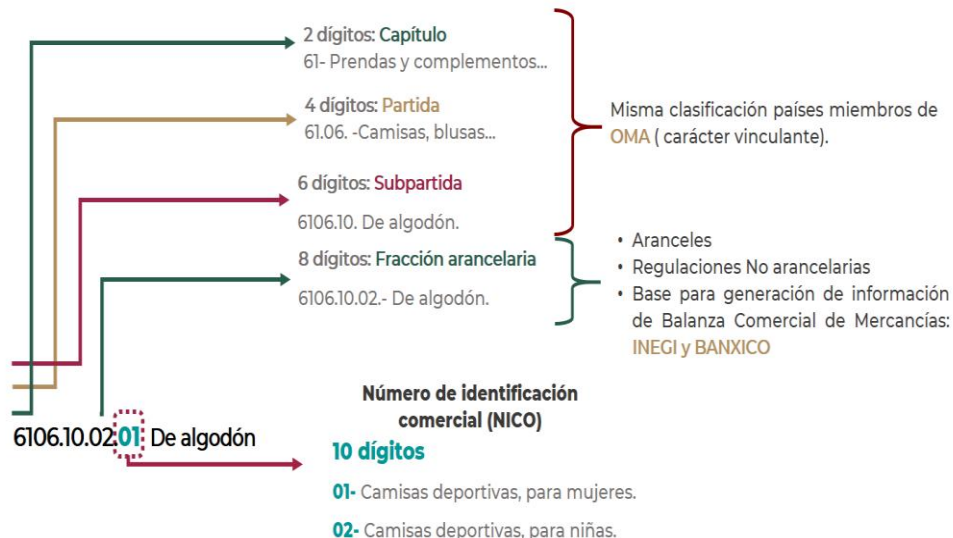 2 dígitos: Capítulo
61- Prendas y complementos...
4 dígitos: Partida
61.06. -Camisas, blusas...
6 dígitos: Subpartida
6106.10. De algodón.
8 dígitos: Fracción arancelaria
6106.10.02.- De algodón.
Misma clasificación países miembros de
OMA ( carácter vinculante).
• Aranceles
• Regulaciones No arancelarias
• Base para generación de información
de Balanza Comercial de Mercancías:
INEGI y BANXICO
6106.10.02.01 De algodón
Número de identificación
comercial (NICO)
10 dígitos
01- Camisas deportivas, para mujeres.
02- Camisas deportivas, para niñas.